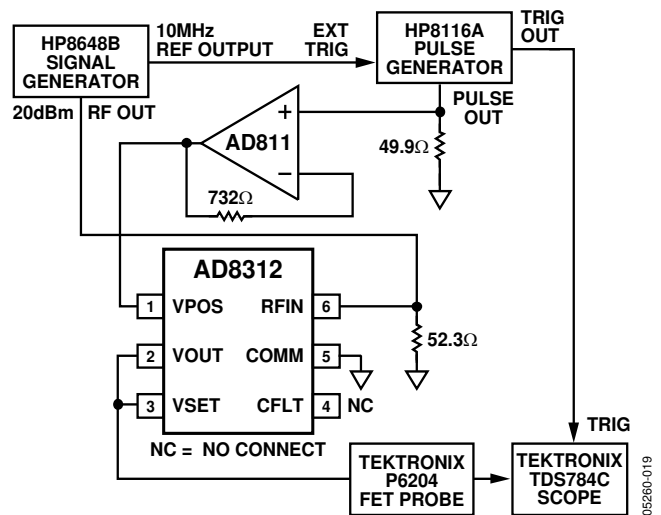 HP8648B
SIGNAL
GENERATOR
10MHz
REF OUTPUT
EXT
TRIG
HP8116A
PULSE
GENERATOR
TRIG
OUT
20dBm RF OUT
PULSE
OUT
+
AD811
−
49.9Ω
732Ω
AD8312
1 VPOS RFIN 6
2 VOUT COMM 5
3 VSET CFLT 4 NC
52.3Ω
NC = NO CONNECT
TRIG
TEKTRONIX
P6204
FET PROBE
TEKTRONIX
TDS784C
SCOPE
05260-019